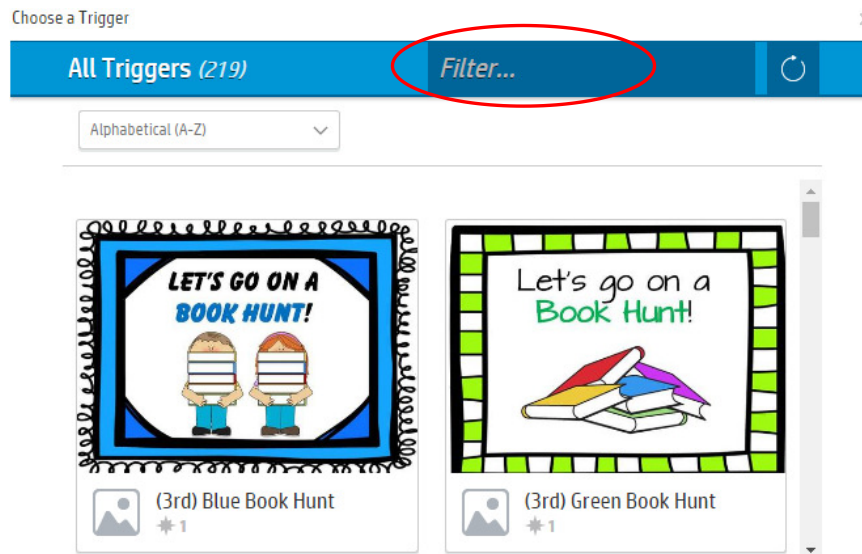 Choose a Trigger
All Triggers (219)
Filter...
Alphabetical (A-Z)
LET'S GO ON A
BOOK HUNT!
Let's go on a
Book Hunt!
(3rd) Blue Book Hunt
1
(3rd) Green Book Hunt
1